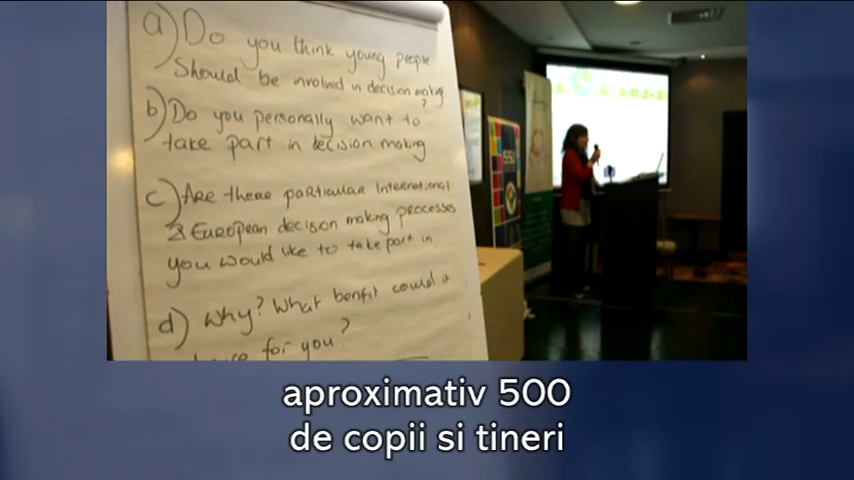 a) Do you think young people
Should be involved in decision making
?
b) Do you personally want to
take part in decision making
c) Are there particular International
& European decision making processes
you would like to take part in.
d) Why? What benfit could it
for you?
ISSU
aproximativ 500
de copii si tineri